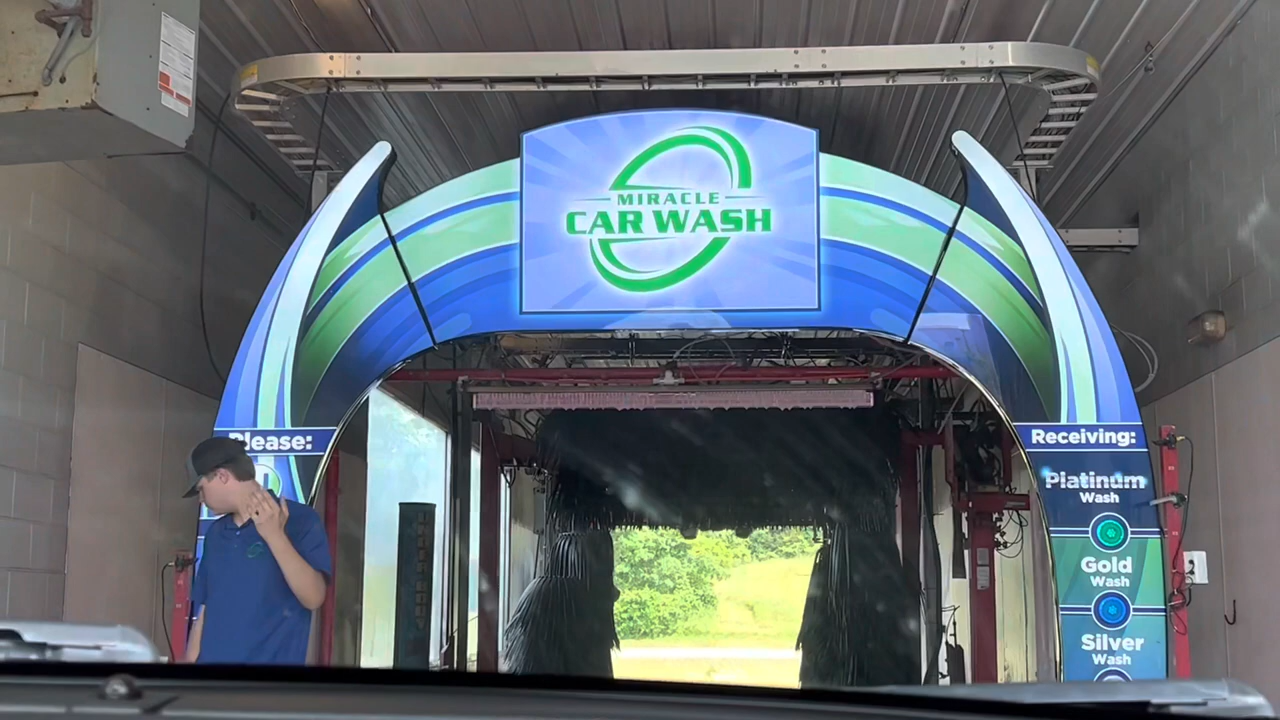 MIRACLE
CAR WASH
Please:
Receiving:
Platinum
Wash
Gold
Wash
Silver
Wash